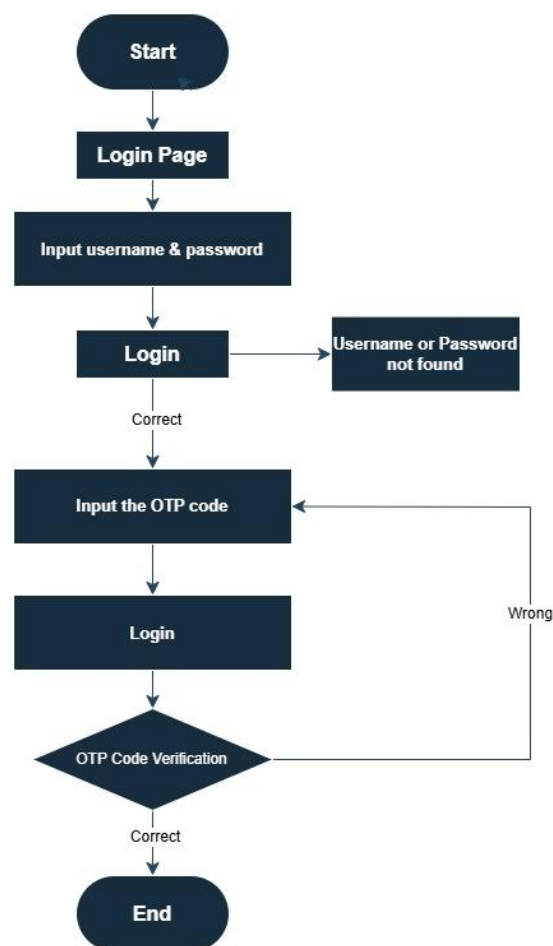 Start
Login Page
Input username & password
Login
Username or Password
not found
Correct
Input the OTP code
Wrong
Login
OTP Code Verification
Correct
End